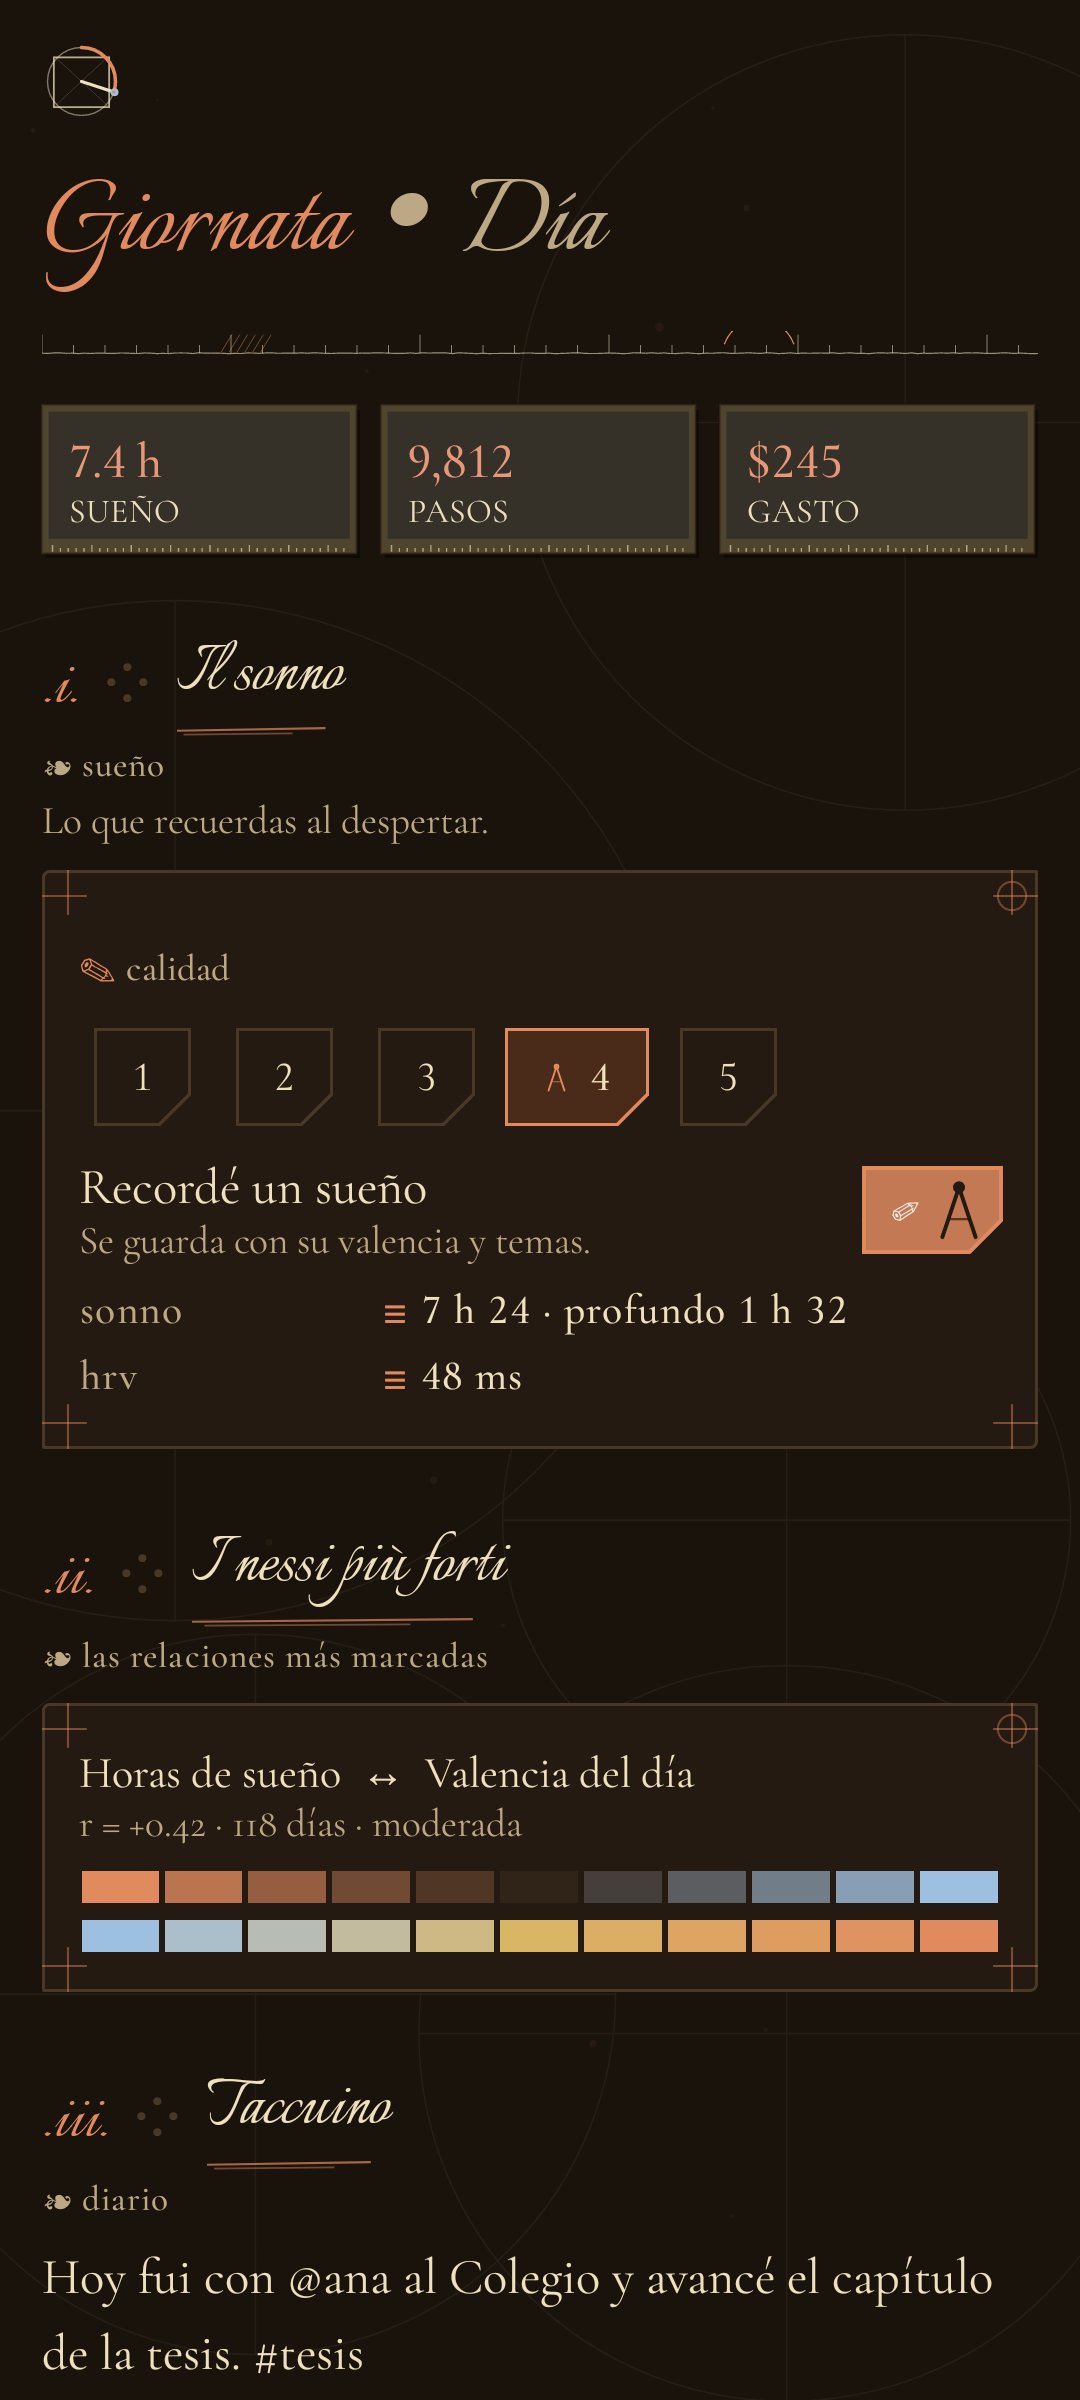 Giornata • Día
7.4 h
SUEÑO
9,812
PASOS
$245
GASTO
.i. Il sonno
❧ sueño
Lo que recuerdas al despertar.
✎ calidad
1 2 3 4 5
Recordé un sueño
Se guarda con su valencia y temas.
sonno ≡ 7 h 24 · profundo 1 h 32
hrv ≡ 48 ms
.ii. I nessi più forti
❧ las relaciones más marcadas
Horas de sueño ↔ Valencia del día
r = +0.42 · 118 días · moderada
.iii. Taccuino
❧ diario
Hoy fui con @ana al Colegio y avancé el capítulo
de la tesis. #tesis